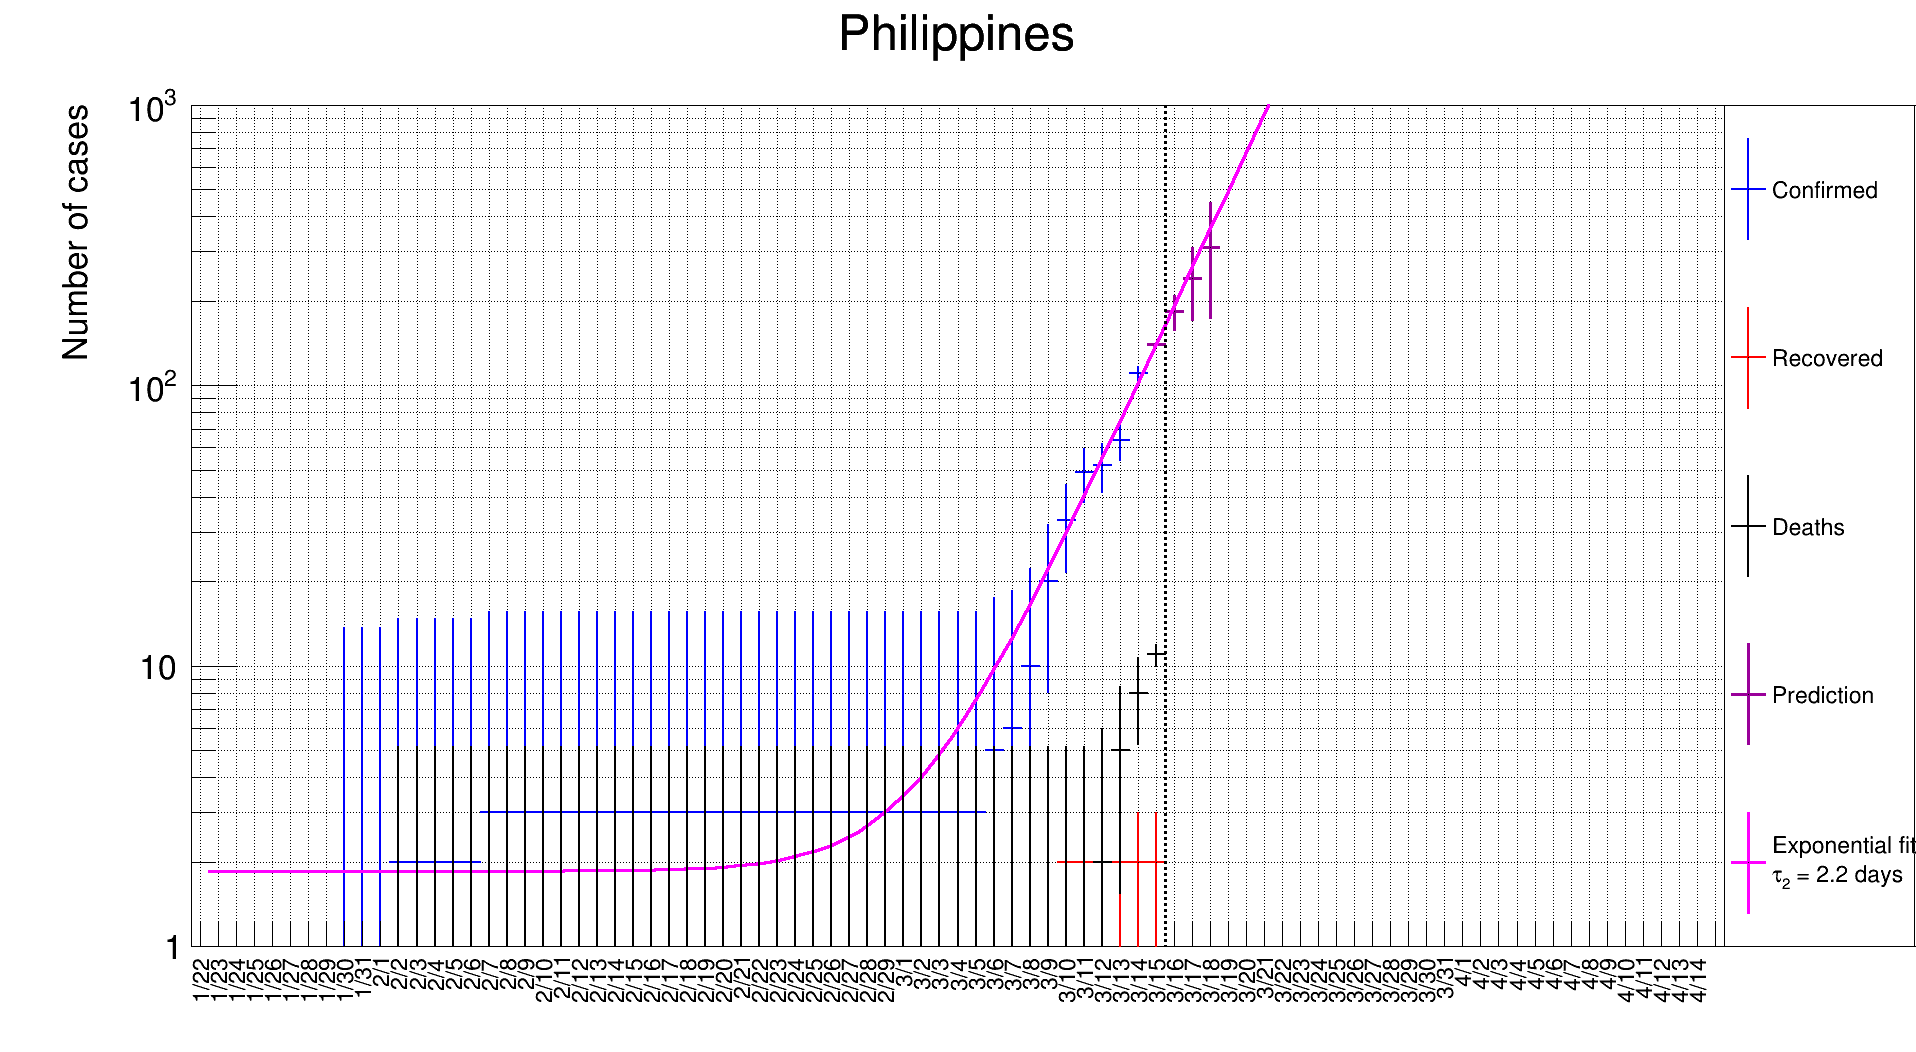 Philippines
Number of cases
10³
10²
10
1
1/22 1/23 1/24 1/25 1/26 1/27 1/28 1/29 1/30 1/31 2/1 2/2 2/3 2/4 2/5 2/6 2/7 2/8 2/9 2/10 2/11 2/12 2/13 2/14 2/15 2/16 2/17 2/18 2/19 2/20 2/21 2/22 2/23 2/24 2/25 2/26 2/27 2/28 2/29 3/1 3/2 3/3 3/4 3/5 3/6 3/7 3/8 3/9 3/10 3/11 3/12 3/13 3/14 3/15 3/16 3/17 3/18 3/19 3/20 3/21 3/22 3/23 3/24 3/25 3/26 3/27 3/28 3/29 3/30 3/31 4/1 4/2 4/3 4/4 4/5 4/6 4/7 4/8 4/9 4/10 4/11 4/12 4/13 4/14
Confirmed
Recovered
Deaths
Prediction
Exponential fit
τ₂ = 2.2 days